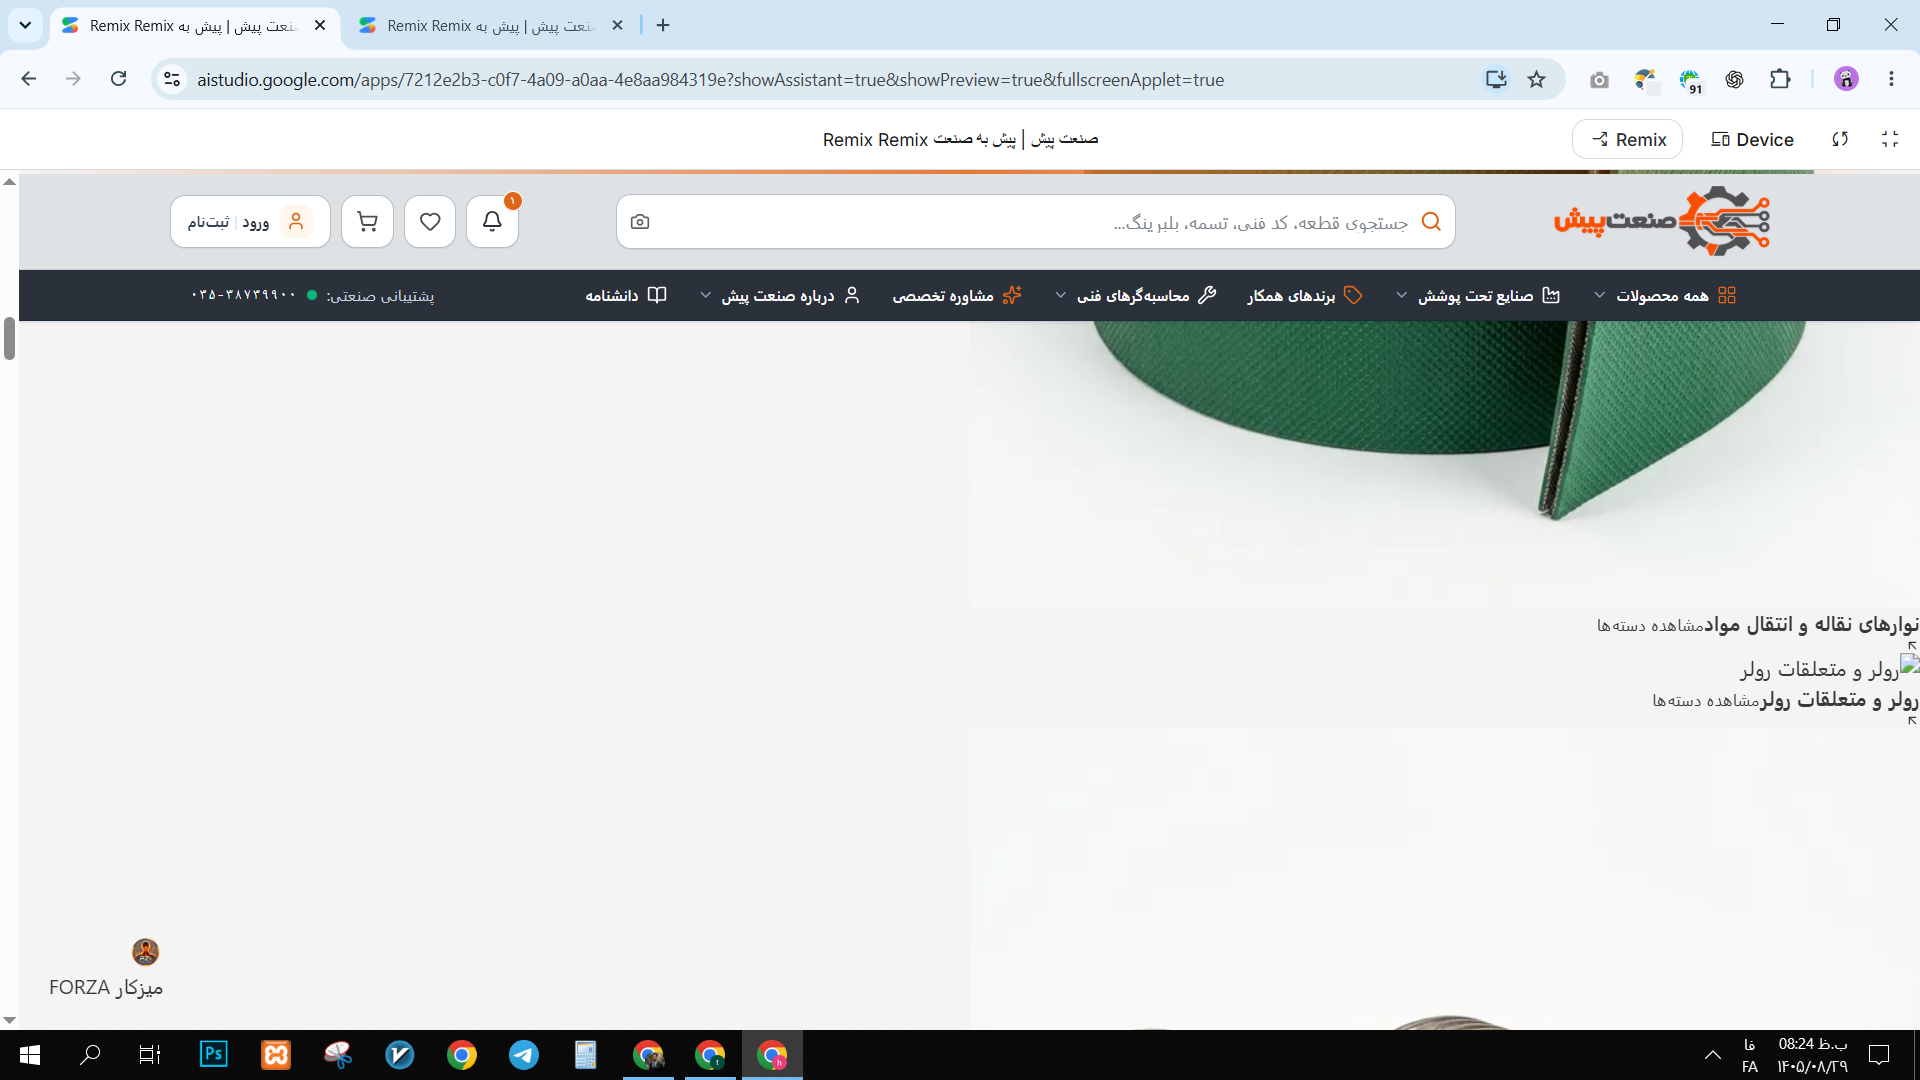 Remix Remix صنعت پیش | پیش به
Remix Remix صنعت پیش | پیش به
aistudio.google.com/apps/7212e2b3-c0f7-4a09-a0aa-4e8aa984319e?showAssistant=true&showPreview=true&fullscreenApplet=true
91
Remix Remix صنعت پیش | پیش به صنعت
Remix
Device
صنعت‌پیش
جستجوی قطعه، کد فنی، تسمه، بلبرینگ...
۱
ورود | ثبت‌نام
همه محصولات
صنایع تحت پوشش
برندهای همکار
محاسبه‌گرهای فنی
مشاوره تخصصی
درباره صنعت پیش
دانشنامه
پشتیبانی صنعتی: ۰۳۵-۳۸۷۳۹۹۰۰
نوارهای نقاله و انتقال موادمشاهده دسته‌ها
رولر و متعلقات رولر
رولر و متعلقات رولرمشاهده دسته‌ها
میزکار FORZA
Ps
فا
FA
08:24 ب.ظ
۱۴۰۵/۰۸/۲۹